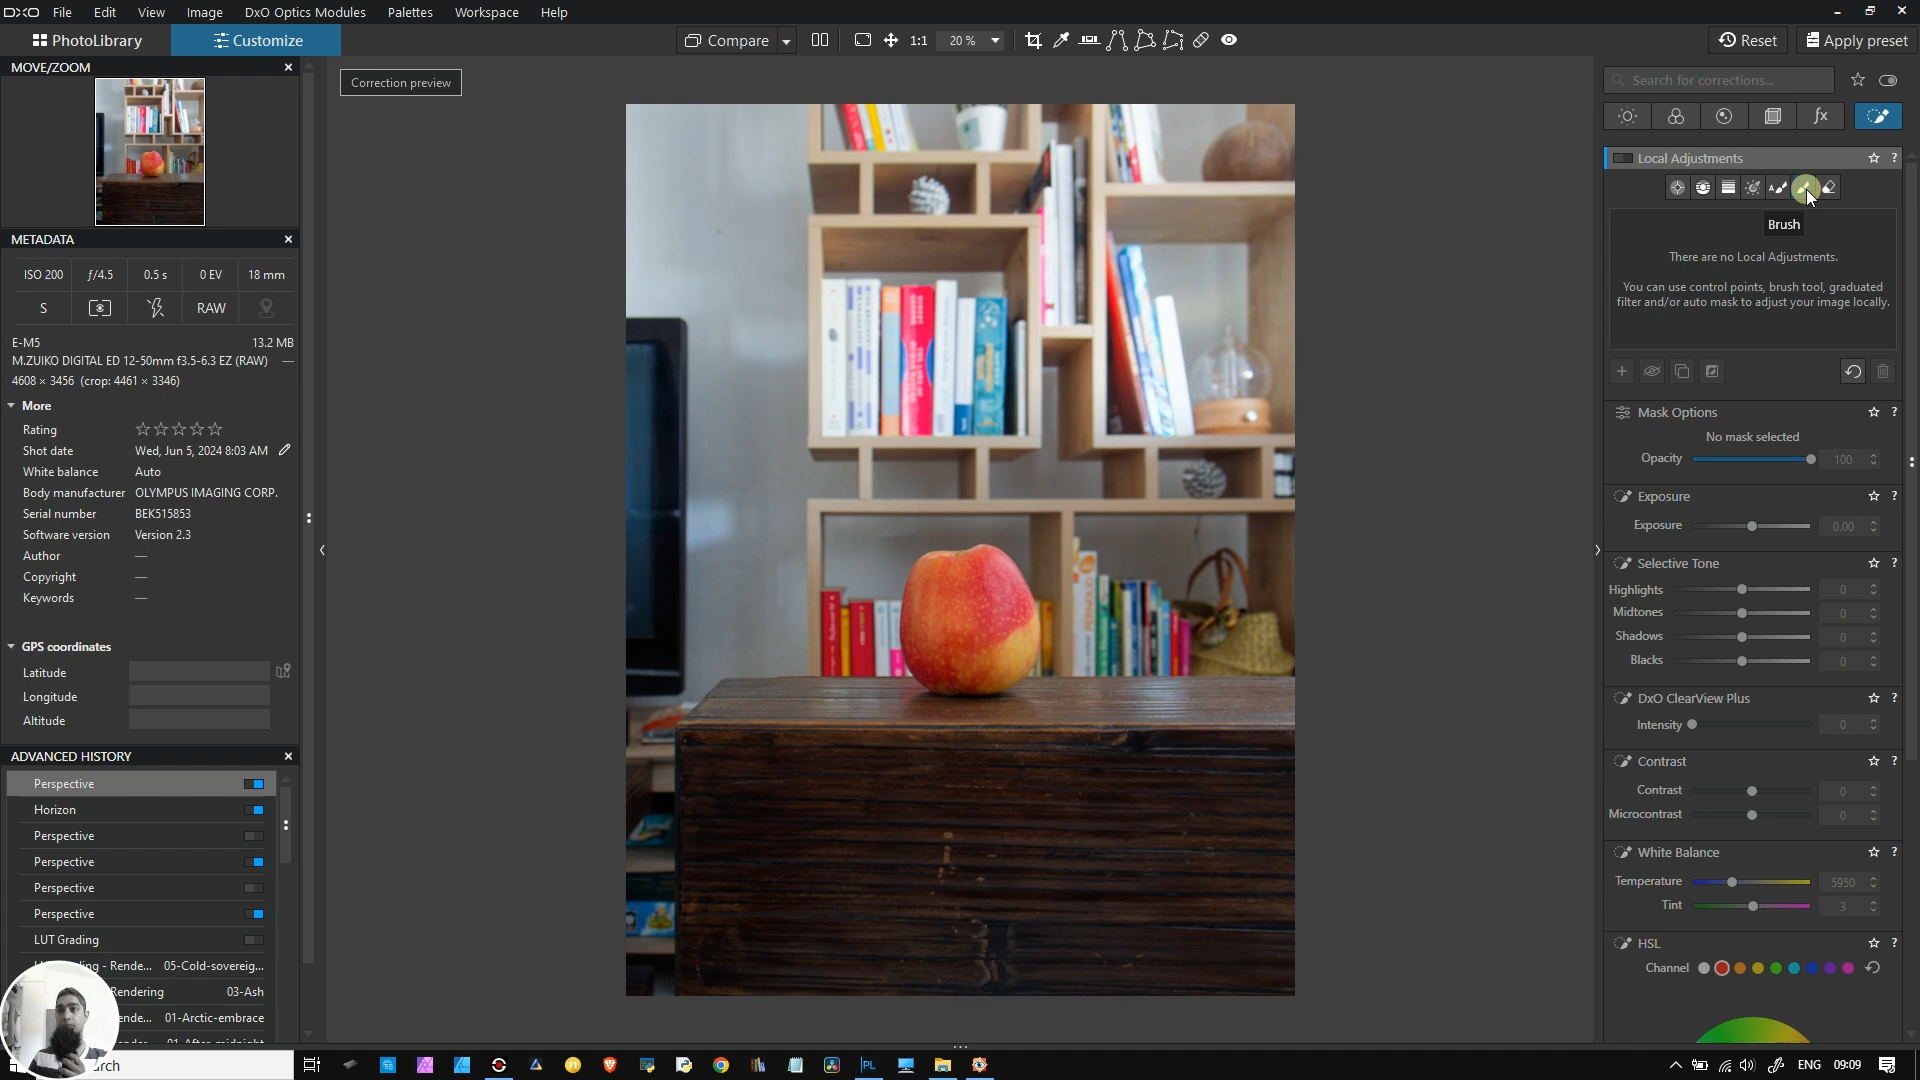 DXO File Edit View Image DxO Optics Modules Palettes Workspace Help
PhotoLibrary Customize Compare 1:1 20 % Reset Apply preset
MOVE/ZOOM
Correction preview
METADATA
ISO 200 ƒ/4.5 0.5 s 0 EV 18 mm
S RAW
E-M5 13.2 MB
M.ZUIKO DIGITAL ED 12-50mm f3.5-6.3 EZ (RAW) —
4608 × 3456 (crop: 4461 × 3346)
More
Rating
Shot date Wed, Jun 5, 2024 8:03 AM
White balance Auto
Body manufacturer OLYMPUS IMAGING CORP.
Serial number BEK515853
Software version Version 2.3
Author —
Copyright —
Keywords —
GPS coordinates
Latitude
Longitude
Altitude
ADVANCED HISTORY
Perspective
Horizon
Perspective
Perspective
Perspective
Perspective
LUT Grading
Rende... 05-Cold-sovereig...
Rendering 03-Ash
01-Arctic-embrace
Search for corrections...
fx
Local Adjustments ?
A
Brush
There are no Local Adjustments.
You can use control points, brush tool, graduated
filter and/or auto mask to adjust your image locally.
Mask Options ?
No mask selected
Opacity 100
Exposure ?
Exposure 0.00
Selective Tone ?
Highlights 0
Midtones 0
Shadows 0
Blacks 0
DxO ClearView Plus ?
Intensity 0
Contrast ?
Contrast 0
Microcontrast 0
White Balance ?
Temperature 5950
Tint 3
HSL ?
Channel
PL ENG 09:09